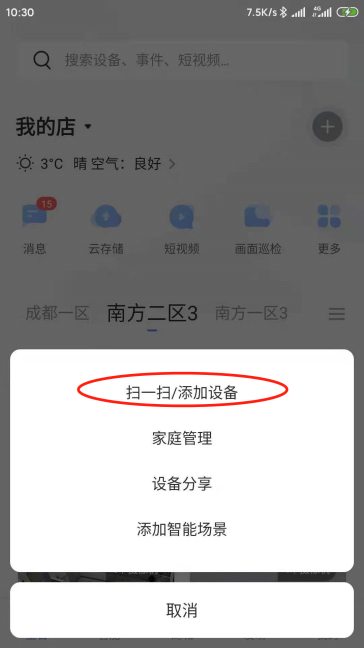 10:30
7.5K/s
4G
搜索设备、事件、短视频...
我的店
3°C 晴 空气：良好
15
消息 云存储 短视频 画面巡检 更多
成都一区 南方二区3 南方一区3
扫一扫/添加设备
家庭管理
设备分享
添加智能场景
取消